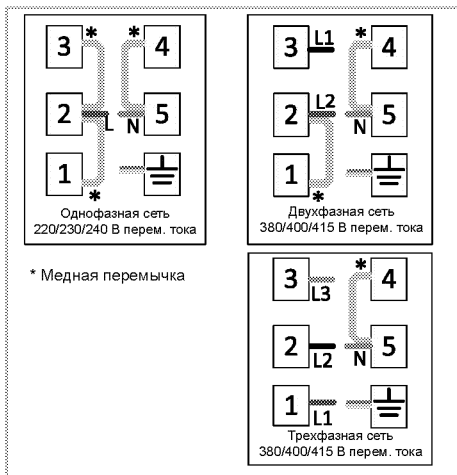 * *
3 4
2 L N 5
1
*
Однофазная сеть
220/230/240 В перем. тока
L1 *
3 4
L2
2 N 5
1
*
Двухфазная сеть
380/400/415 В перем. тока
* Медная перемычка
*
3 L3 4
2 L2 N 5
1 L1
Трехфазная сеть
380/400/415 В перем. тока